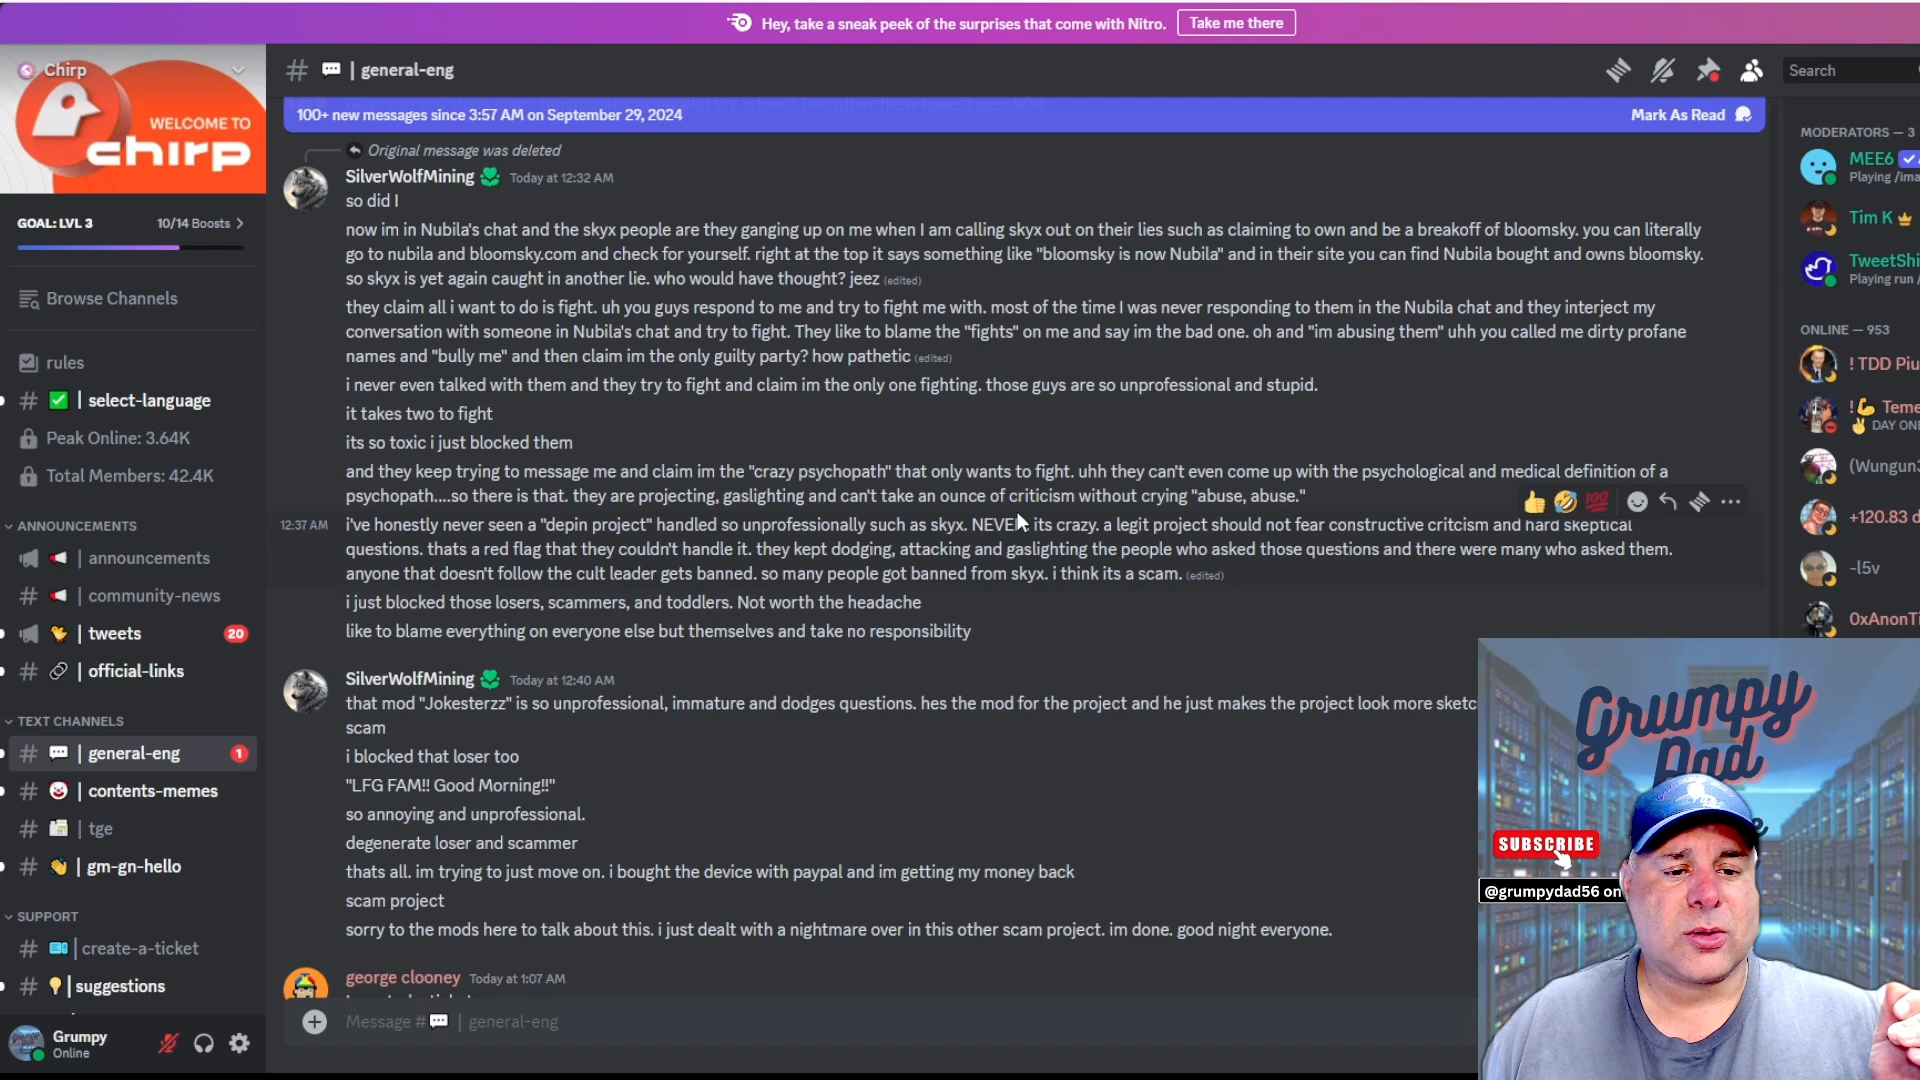 Hey, take a sneak peek of the surprises that come with Nitro. Take me there
Chirp
WELCOME TO
chirp
GOAL: LVL 3 10/14 Boosts
Browse Channels
rules
# | select-language
Peak Online: 3.64K
Total Members: 42.4K
ANNOUNCEMENTS
| announcements
| community-news
| tweets 20
# | official-links
TEXT CHANNELS
# | general-eng 1
# | contents-memes
# | tge
# | gm-gn-hello
SUPPORT
# | create-a-ticket
# | suggestions
Grumpy
Online
# | general-eng
Search
100+ new messages since 3:57 AM on September 29, 2024 Mark As Read
Original message was deleted
SilverWolfMining Today at 12:32 AM
so did I
now im in Nubila's chat and the skyx people are they ganging up on me when I am calling skyx out on their lies such as claiming to own and be a breakoff of bloomsky. you can literally
go to nubila and bloomsky.com and check for yourself. right at the top it says something like "bloomsky is now Nubila" and in their site you can find Nubila bought and owns bloomsky.
so skyx is yet again caught in another lie. who would have thought? jeez (edited)
they claim all i want to do is fight. uh you guys respond to me and try to fight me with. most of the time I was never responding to them in the Nubila chat and they interject my
conversation with someone in Nubila's chat and try to fight. They like to blame the "fights" on me and say im the bad one. oh and "im abusing them" uhh you called me dirty profane
names and "bully me" and then claim im the only guilty party? how pathetic (edited)
i never even talked with them and they try to fight and claim im the only one fighting. those guys are so unprofessional and stupid.
it takes two to fight
its so toxic i just blocked them
and they keep trying to message me and claim im the "crazy psychopath" that only wants to fight. uhh they can't even come up with the psychological and medical definition of a
psychopath....so there is that. they are projecting, gaslighting and can't take an ounce of criticism without crying "abuse, abuse."
12:37 AM i've honestly never seen a "depin project" handled so unprofessionally such as skyx. NEVER its crazy. a legit project should not fear constructive critcism and hard skeptical
questions. thats a red flag that they couldn't handle it. they kept dodging, attacking and gaslighting the people who asked those questions and there were many who asked them.
anyone that doesn't follow the cult leader gets banned. so many people got banned from skyx. i think its a scam. (edited)
i just blocked those losers, scammers, and toddlers. Not worth the headache
like to blame everything on everyone else but themselves and take no responsibility
SilverWolfMining Today at 12:40 AM
that mod "Jokesterzz" is so unprofessional, immature and dodges questions. hes the mod for the project and he just makes the project look more sketc
scam
i blocked that loser too
"LFG FAM!! Good Morning!!"
so annoying and unprofessional.
degenerate loser and scammer
thats all. im trying to just move on. i bought the device with paypal and im getting my money back
scam project
sorry to the mods here to talk about this. i just dealt with a nightmare over in this other scam project. im done. good night everyone.
george clooney Today at 1:07 AM
Message # | general-eng
MODERATORS — 3
MEE6
Playing /ima
Tim K
TweetShi
Playing run /
ONLINE — 953
! TDD Piu
! Teme
DAY ONE
(Wungun3
+120.83 d
-l5v
0xAnonTi
Grumpy
Dad
SUBSCRIBE
@grumpydad56 on